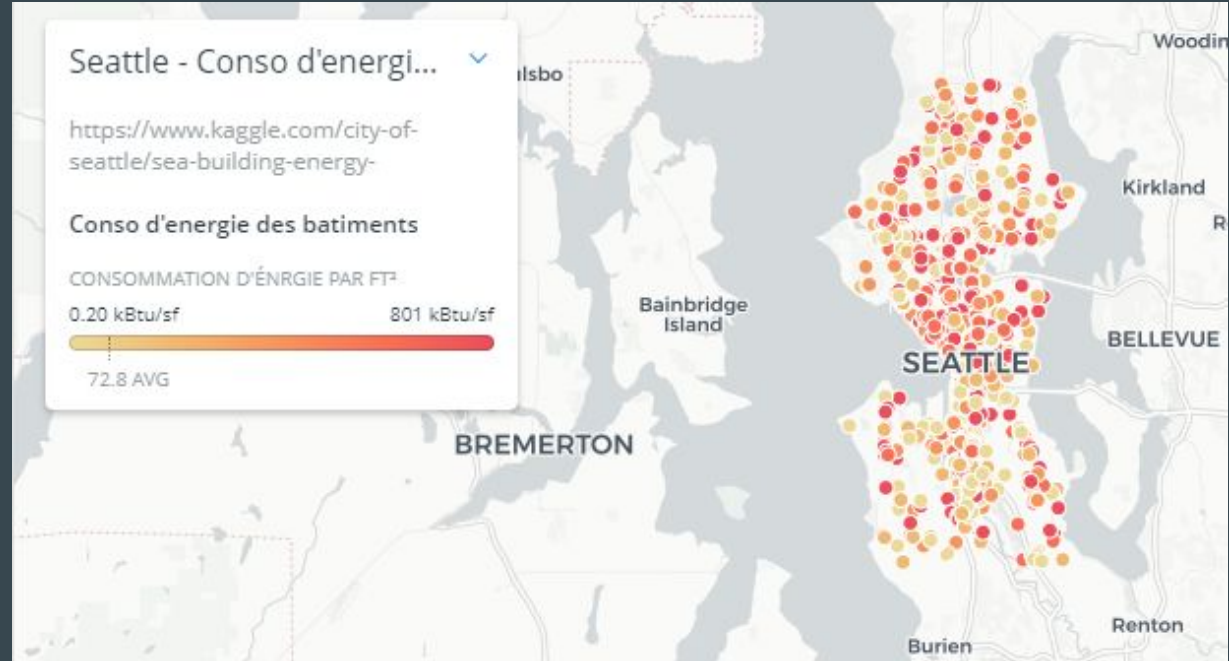 Seattle - Conso d'energi...
https://www.kaggle.com/city-of-
seattle/sea-building-energy-
Conso d'energie des batiments
CONSOMMATION D'ÉNRGIE PAR FT²
0.20 kBtu/sf 801 kBtu/sf
72.8 AVG
Woodin
lsbo
Kirkland
R
Bainbridge
Island
BELLEVUE
SEATTLE
BREMERTON
Renton
Burien